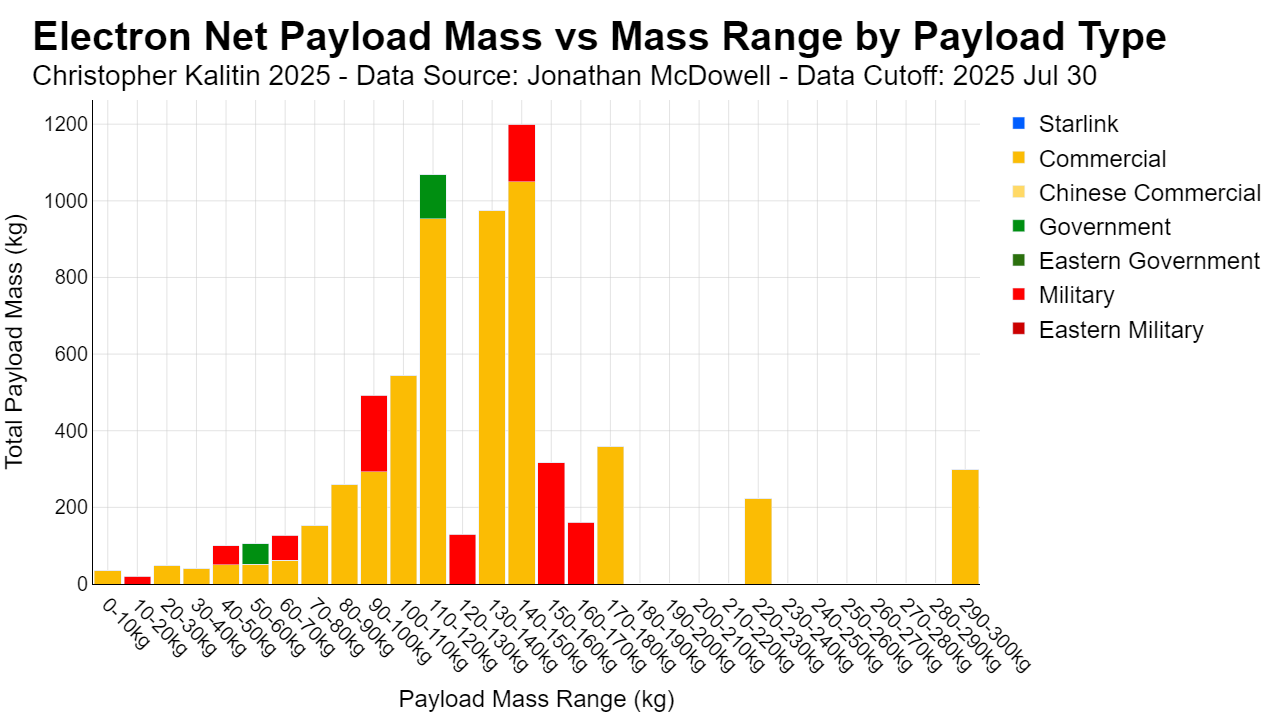 Electron Net Payload Mass vs Mass Range by Payload Type
Christopher Kalitin 2025 - Data Source: Jonathan McDowell - Data Cutoff: 2025 Jul 30
Total Payload Mass (kg)
1200
1000
800
600
400
200
0
0-10kg
10-20kg
20-30kg
30-40kg
40-50kg
50-60kg
60-70kg
70-80kg
80-90kg
90-100kg
100-110kg
110-120kg
120-130kg
130-140kg
140-150kg
150-160kg
160-170kg
170-180kg
180-190kg
190-200kg
200-210kg
210-220kg
220-230kg
230-240kg
240-250kg
250-260kg
260-270kg
270-280kg
280-290kg
290-300kg
Payload Mass Range (kg)
Starlink
Commercial
Chinese Commercial
Government
Eastern Government
Military
Eastern Military